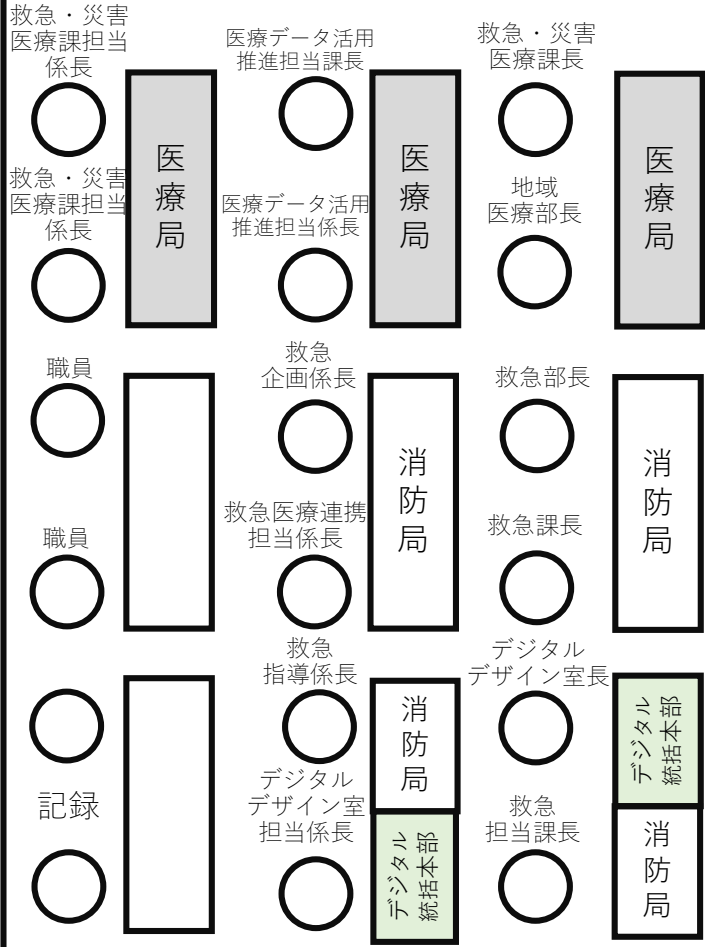 救急・災害
医療課担当
係長
医療データ活用
推進担当課長
救急・災害
医療課長
医療局
医療局
医療局
救急・災害
医療課担当
係長
医療データ活用
推進担当係長
地域
医療部長
職員
救急
企画係長
救急部長
消防局
消防局
職員
救急医療連携
担当係長
救急課長
救急
指導係長
デジタル
デザイン室長
消防局
デジタル
統括本部
記録
デジタル
デザイン室
担当係長
救急
担当課長
デジタル
統括本部
消防局